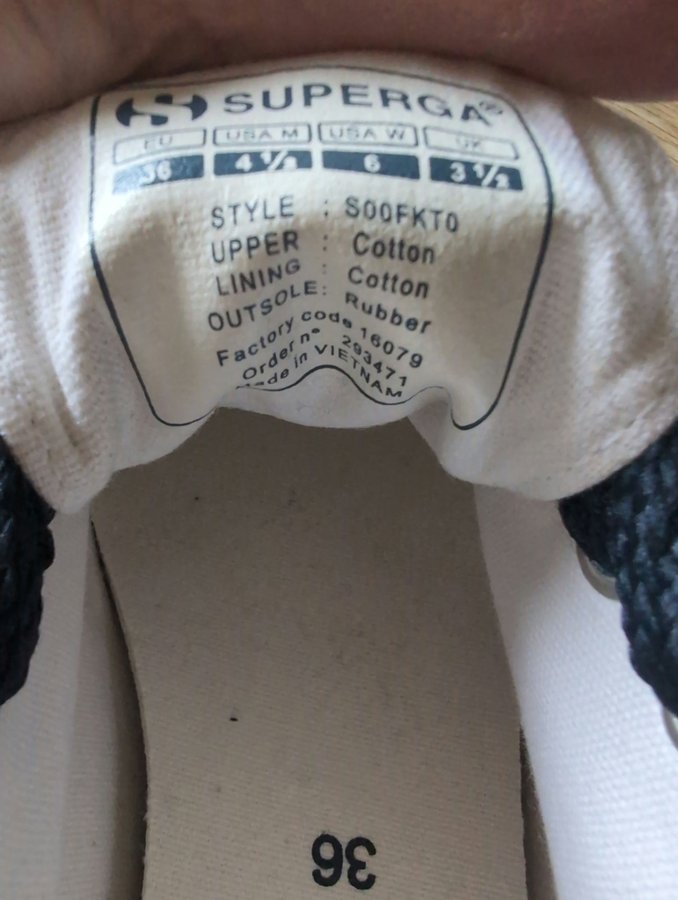 SUPERGA®
EU USA M USA W UK
36 4 1/2 6 3 1/2
STYLE : S00FKT0
UPPER : Cotton
LINING : Cotton
OUTSOLE: Rubber
Factory code 16079
Order n° 293471
Made in VIETNAM
36